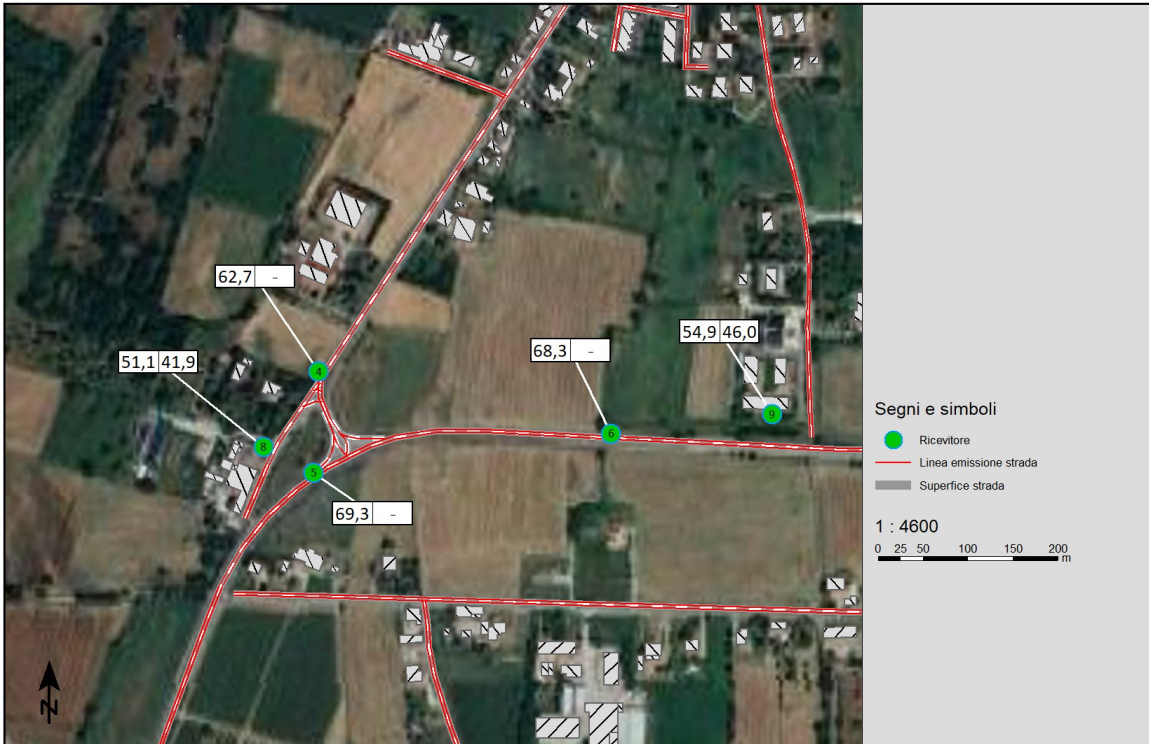 62,7 -
4
51,1 41,9
8
5
69,3 -
68,3 -
6
54,9 46,0
9
N
Segni e simboli
Ricevitore
Linea emissione strada
Superfice strada
1 : 4600
0 25 50 100 150 200
m